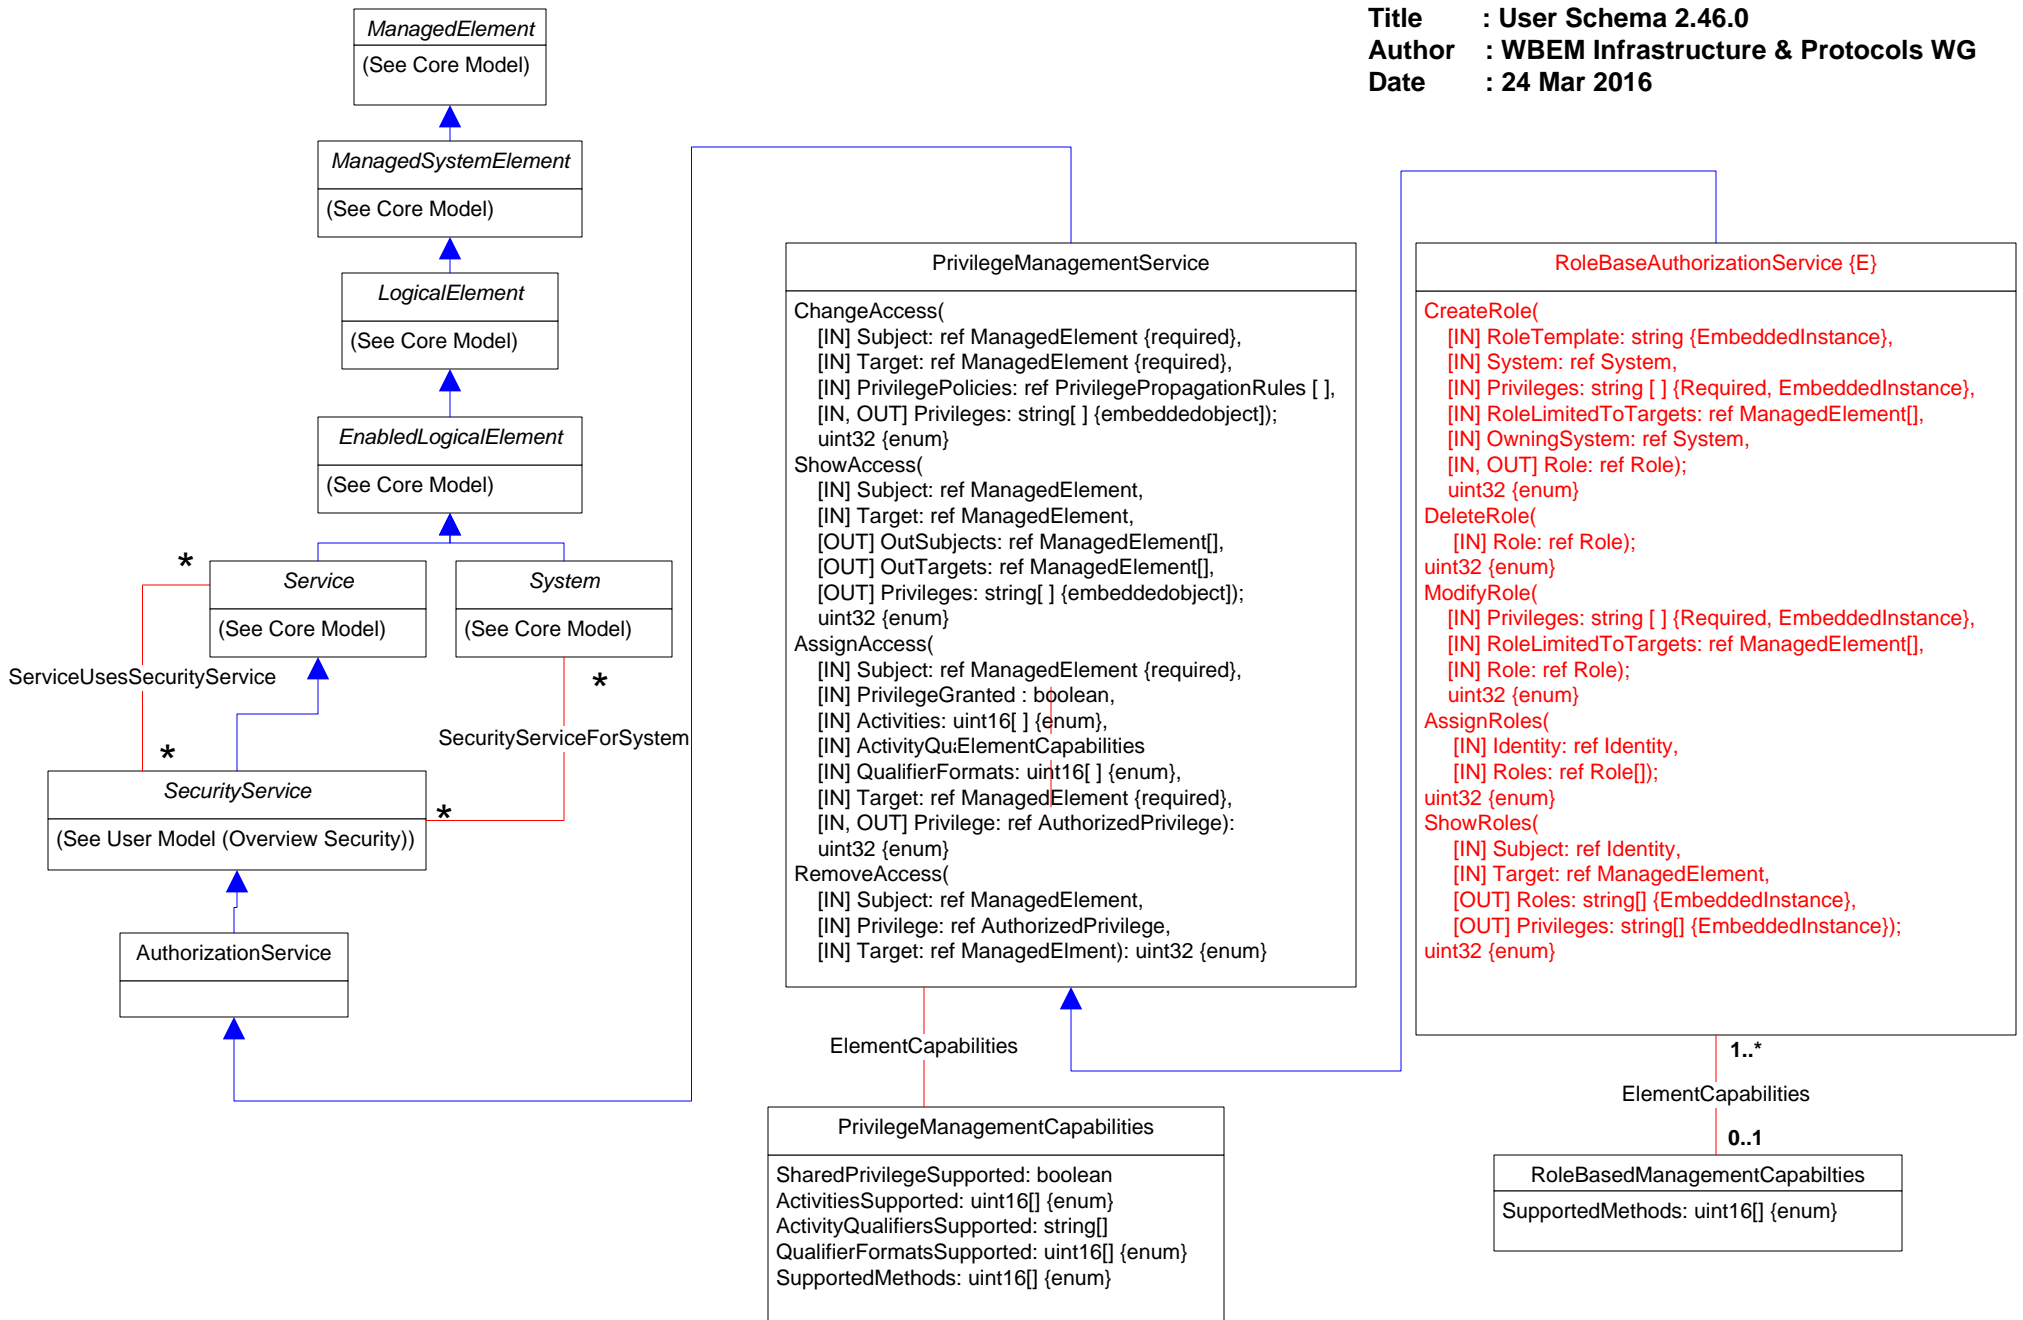 Title : User Schema 2.46.0
Author : WBEM Infrastructure & Protocols WG
Date : 24 Mar 2016
ManagedElement
(See Core Model)
ManagedSystemElement
(See Core Model)
LogicalElement
(See Core Model)
EnabledLogicalElement
(See Core Model)
*
Service
(See Core Model)
System
(See Core Model)
ServiceUsesSecurityService
*
*
SecurityServiceForSystem
SecurityService
*
(See User Model (Overview Security))
AuthorizationService
PrivilegeManagementService
ChangeAccess(
[IN] Subject: ref ManagedElement {required},
[IN] Target: ref ManagedElement {required},
[IN] PrivilegePolicies: ref PrivilegePropagationRules [ ],
[IN, OUT] Privileges: string[ ] {embeddedobject]);
uint32 {enum}
ShowAccess(
[IN] Subject: ref ManagedElement,
[IN] Target: ref ManagedElement,
[OUT] OutSubjects: ref ManagedElement[],
[OUT] OutTargets: ref ManagedElement[],
[OUT] Privileges: string[ ] {embeddedobject]);
uint32 {enum}
AssignAccess(
[IN] Subject: ref ManagedElement {required},
[IN] PrivilegeGranted : boolean,
[IN] Activities: uint16[ ] {enum},
[IN] ActivityQu ElementCapabilities
[IN] QualifierFormats: uint16[ ] {enum},
[IN] Target: ref ManagedElement {required},
[IN, OUT] Privilege: ref AuthorizedPrivilege):
uint32 {enum}
RemoveAccess(
[IN] Subject: ref ManagedElement,
[IN] Privilege: ref AuthorizedPrivilege,
[IN] Target: ref ManagedElment): uint32 {enum}
ElementCapabilities
PrivilegeManagementCapabilities
SharedPrivilegeSupported: boolean
ActivitiesSupported: uint16[] {enum}
ActivityQualifiersSupported: string[]
QualifierFormatsSupported: uint16[] {enum}
SupportedMethods: uint16[] {enum}
RoleBaseAuthorizationService {E}
CreateRole(
[IN] RoleTemplate: string {EmbeddedInstance},
[IN] System: ref System,
[IN] Privileges: string [ ] {Required, EmbeddedInstance},
[IN] RoleLimitedToTargets: ref ManagedElement[],
[IN] OwningSystem: ref System,
[IN, OUT] Role: ref Role);
uint32 {enum}
DeleteRole(
[IN] Role: ref Role);
uint32 {enum}
ModifyRole(
[IN] Privileges: string [ ] {Required, EmbeddedInstance},
[IN] RoleLimitedToTargets: ref ManagedElement[],
[IN] Role: ref Role);
uint32 {enum}
AssignRoles(
[IN] Identity: ref Identity,
[IN] Roles: ref Role[]);
uint32 {enum}
ShowRoles(
[IN] Subject: ref Identity,
[IN] Target: ref ManagedElement,
[OUT] Roles: string[] {EmbeddedInstance},
[OUT] Privileges: string[] {EmbeddedInstance});
uint32 {enum}
1..*
ElementCapabilities
0..1
RoleBasedManagementCapabilties
SupportedMethods: uint16[] {enum}